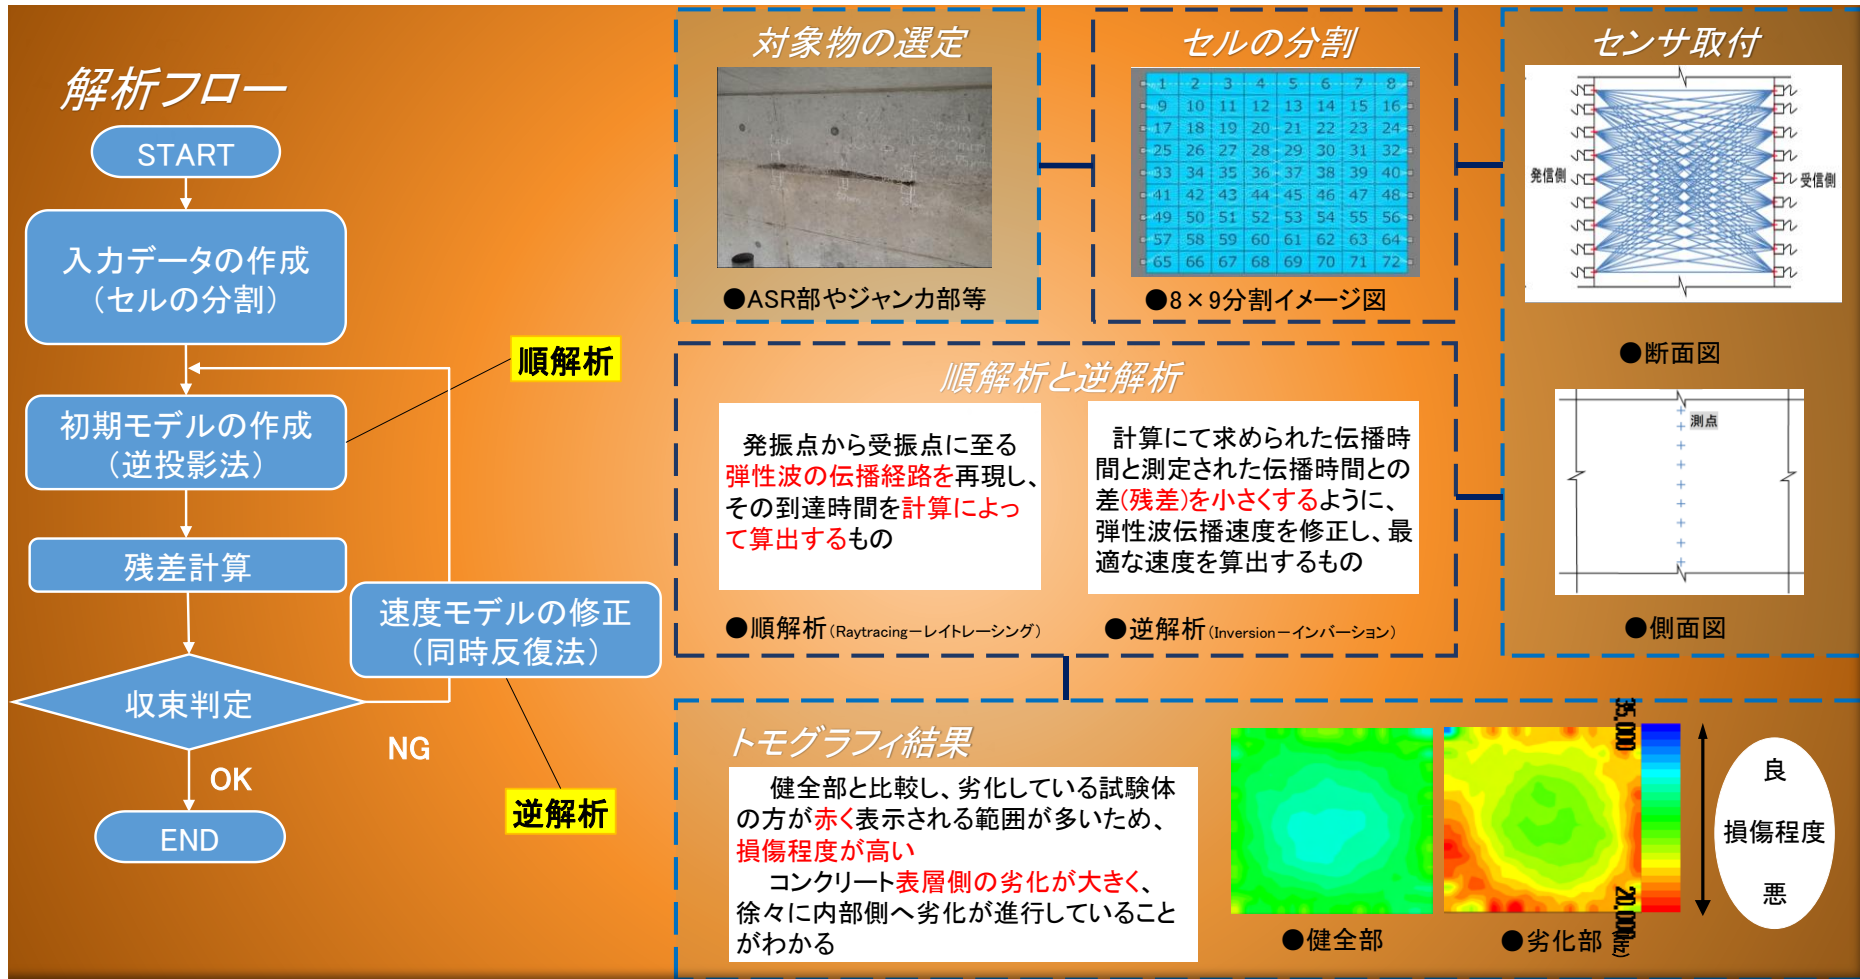 解析フロー
START
入力データの作成
(セルの分割)
順解析
初期モデルの作成
(逆投影法)
残差計算
速度モデルの修正
(同時反復法)
収束判定
NG
OK
逆解析
END
対象物の選定
●ASR部やジャンカ部等
セルの分割
1 2 3 4 5 6 7 8
9 10 11 12 13 14 15 16
17 18 19 20 21 22 23 24
25 26 27 28 29 30 31 32
33 34 35 36 37 38 39 40
41 42 43 44 45 46 47 48
49 50 51 52 53 54 55 56
57 58 59 60 61 62 63 64
65 66 67 68 69 70 71 72
●8×9分割イメージ図
センサ取付
発信側
受信側
●断面図
測点
●側面図
順解析と逆解析
発振点から受振点に至る
弾性波の伝播経路を再現し、
その到達時間を計算によっ
て算出するもの
●順解析(Raytracing－レイトレーシング)
計算にて求められた伝播時
間と測定された伝播時間との
差(残差)を小さくするように、
弾性波伝播速度を修正し、最
適な速度を算出するもの
●逆解析(Inversion－インバーション)
トモグラフィ結果
健全部と比較し、劣化している試験体
の方が赤く表示される範囲が多いため、
損傷程度が高い
コンクリート表層側の劣化が大きく、
徐々に内部側へ劣化が進行していること
がわかる
●健全部
●劣化部
35,000
20,000
(Hz)
良
損傷程度
悪